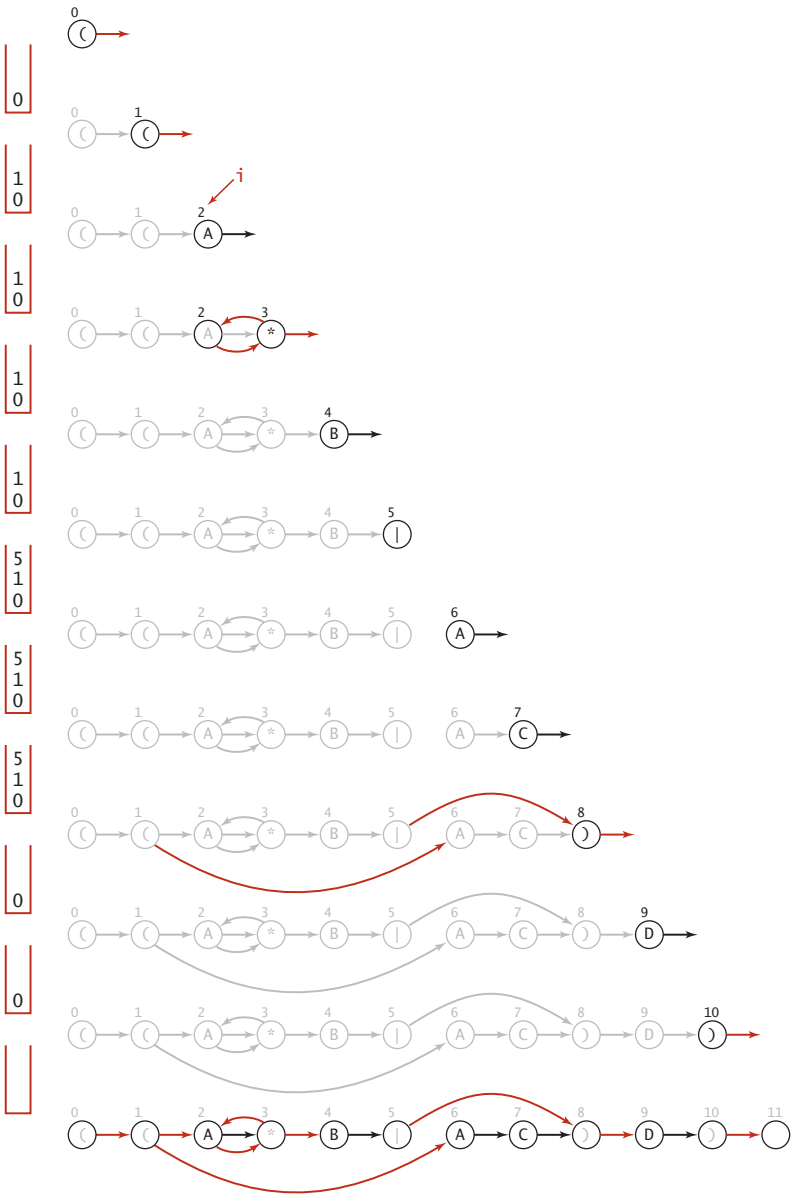 0
(
0
0 1
( (
1 i
0
0 1 2
( ( A
1
0
0 1 2 3
( ( A *
1
0
0 1 2 3 4
( ( A * B
1
0
0 1 2 3 4 5
( ( A * B |
5
1
0
0 1 2 3 4 5 6
( ( A * B | A
5
1
0
0 1 2 3 4 5 6 7
( ( A * B | A C
5
1
0
0 1 2 3 4 5 6 7 8
( ( A * B | A C )
0
0 1 2 3 4 5 6 7 8 9
( ( A * B | A C ) D
0
0 1 2 3 4 5 6 7 8 9 10
( ( A * B | A C ) D )
0 1 2 3 4 5 6 7 8 9 10 11
( ( A * B | A C ) D )